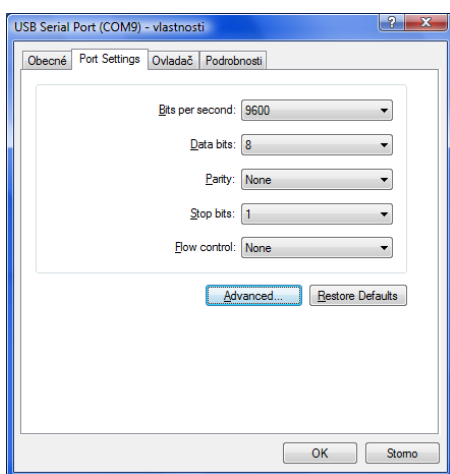 USB Serial Port (COM9) - vlastnosti
Obecné Port Settings Ovladač Podrobnosti
Bits per second: 9600
Data bits: 8
Parity: None
Stop bits: 1
Flow control: None
Advanced... Restore Defaults
OK Storno